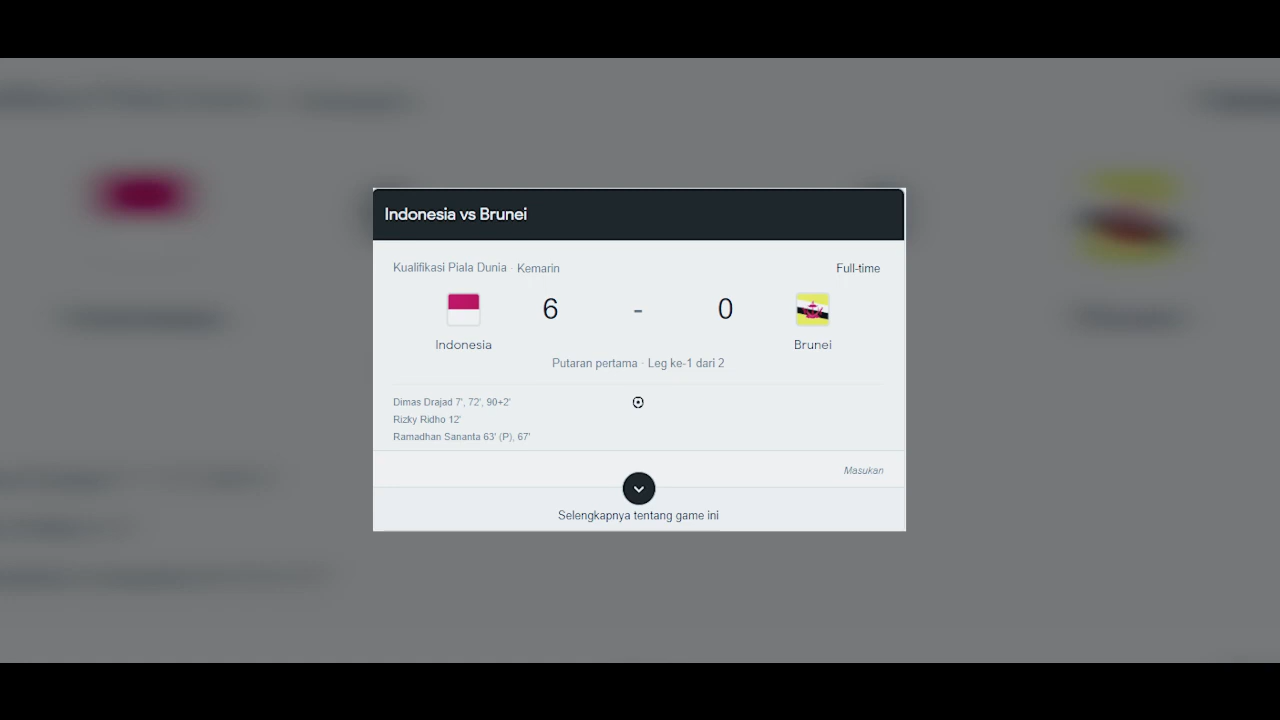 Indonesia vs Brunei
Kualifikasi Piala Dunia · Kemarin
Full-time
6 - 0
Indonesia
Brunei
Putaran pertama · Leg ke-1 dari 2
Dimas Drajad 7', 72', 90+2'
Rizky Ridho 12'
Ramadhan Sananta 63' (P), 67'
Masukan
Selengkapnya tentang game ini